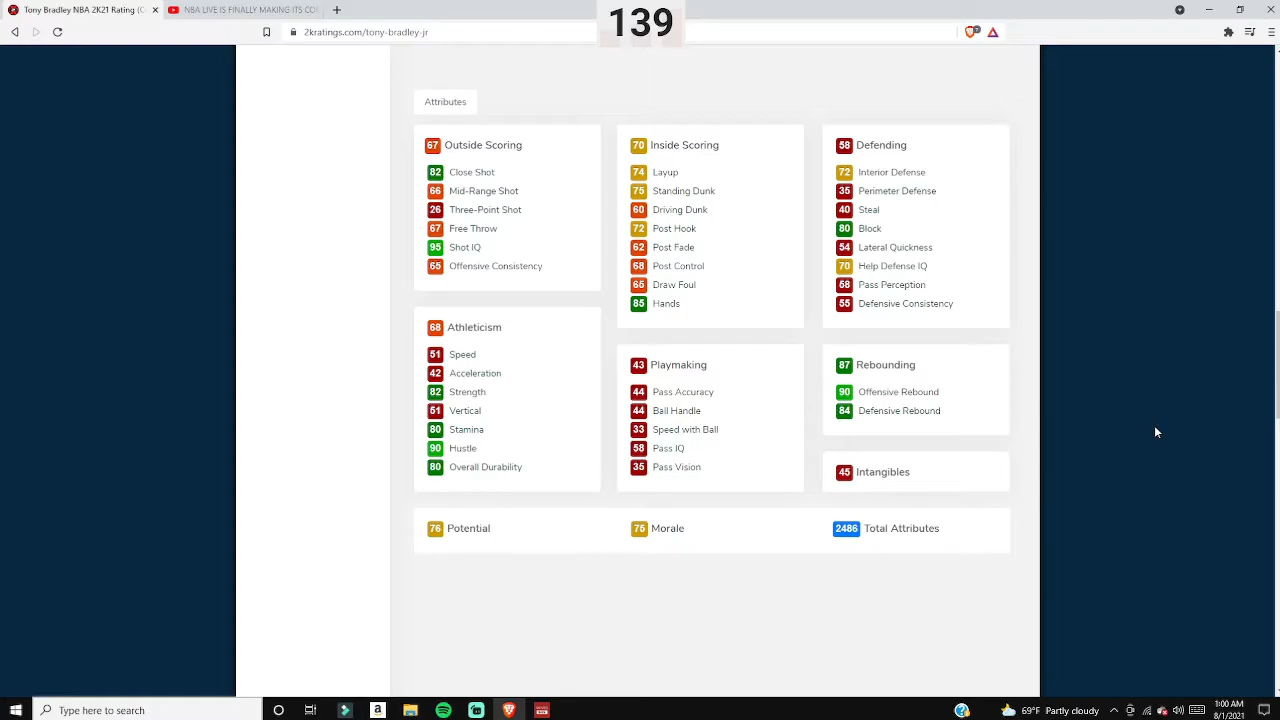 Tony Bradley NBA 2K21 Rating (C
NBA LIVE IS FINALLY MAKING ITS CO
139
2kratings.com/tony-bradley-jr
Attributes
67 Outside Scoring
82 Close Shot
66 Mid-Range Shot
26 Three-Point Shot
67 Free Throw
95 Shot IQ
65 Offensive Consistency
68 Athleticism
51 Speed
42 Acceleration
82 Strength
51 Vertical
80 Stamina
90 Hustle
80 Overall Durability
70 Inside Scoring
74 Layup
75 Standing Dunk
60 Driving Dunk
72 Post Hook
62 Post Fade
68 Post Control
65 Draw Foul
85 Hands
43 Playmaking
44 Pass Accuracy
44 Ball Handle
33 Speed with Ball
58 Pass IQ
35 Pass Vision
58 Defending
72 Interior Defense
35 Perimeter Defense
40 Steal
80 Block
54 Lateral Quickness
70 Help Defense IQ
58 Pass Perception
55 Defensive Consistency
87 Rebounding
90 Offensive Rebound
84 Defensive Rebound
45 Intangibles
76 Potential
75 Morale
2486 Total Attributes
Type here to search
59°F Partly cloudy
1:00 AM
8/1/2021